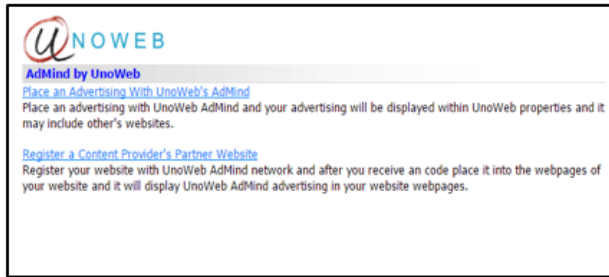 UNOWEB
AdMind by UnoWeb
Place an Advertising With UnoWeb's AdMind
Place an advertising with UnoWeb AdMind and your advertising will be displayed within UnoWeb properties and it
may include other's websites.
Register a Content Provider's Partner Website
Register your website with UnoWeb AdMind network and after you receive an code place it into the webpages of
your website and it will display UnoWeb AdMind advertising in your website webpages.